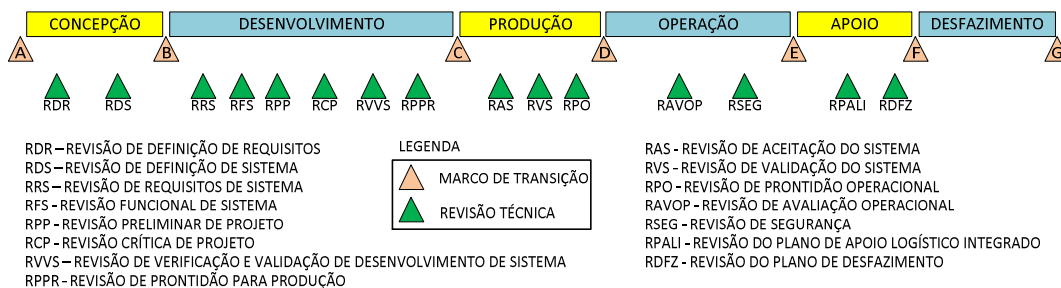 CONCEPÇÃO DESENVOLVIMENTO PRODUÇÃO OPERAÇÃO APOIO DESFAZIMENTO
A B C D E F G
RDR RDS RRS RFS RPP RCP RVVS RPPR RAS RVS RPO RAVOP RSEG RPALI RDFZ
RDR – REVISÃO DE DEFINIÇÃO DE REQUISITOS
RDS – REVISÃO DE DEFINIÇÃO DE SISTEMA
RRS – REVISÃO DE REQUISITOS DE SISTEMA
RFS - REVISÃO FUNCIONAL DE SISTEMA
RPP - REVISÃO PRELIMINAR DE PROJETO
RCP - REVISÃO CRÍTICA DE PROJETO
RVVS – REVISÃO DE VERIFICAÇÃO E VALIDAÇÃO DE DESENVOLVIMENTO DE SISTEMA
RPPR - REVISÃO DE PRONTIDÃO PARA PRODUÇÃO
LEGENDA
MARCO DE TRANSIÇÃO
REVISÃO TÉCNICA
RAS - REVISÃO DE ACEITAÇÃO DO SISTEMA
RVS - REVISÃO DE VALIDAÇÃO DO SISTEMA
RPO - REVISÃO DE PRONTIDÃO OPERACIONAL
RAVOP - REVISÃO DE AVALIAÇÃO OPERACIONAL
RSEG - REVISÃO DE SEGURANÇA
RPALI - REVISÃO DO PLANO DE APOIO LOGÍSTICO INTEGRADO
RDFZ - REVISÃO DO PLANO DE DESFAZIMENTO